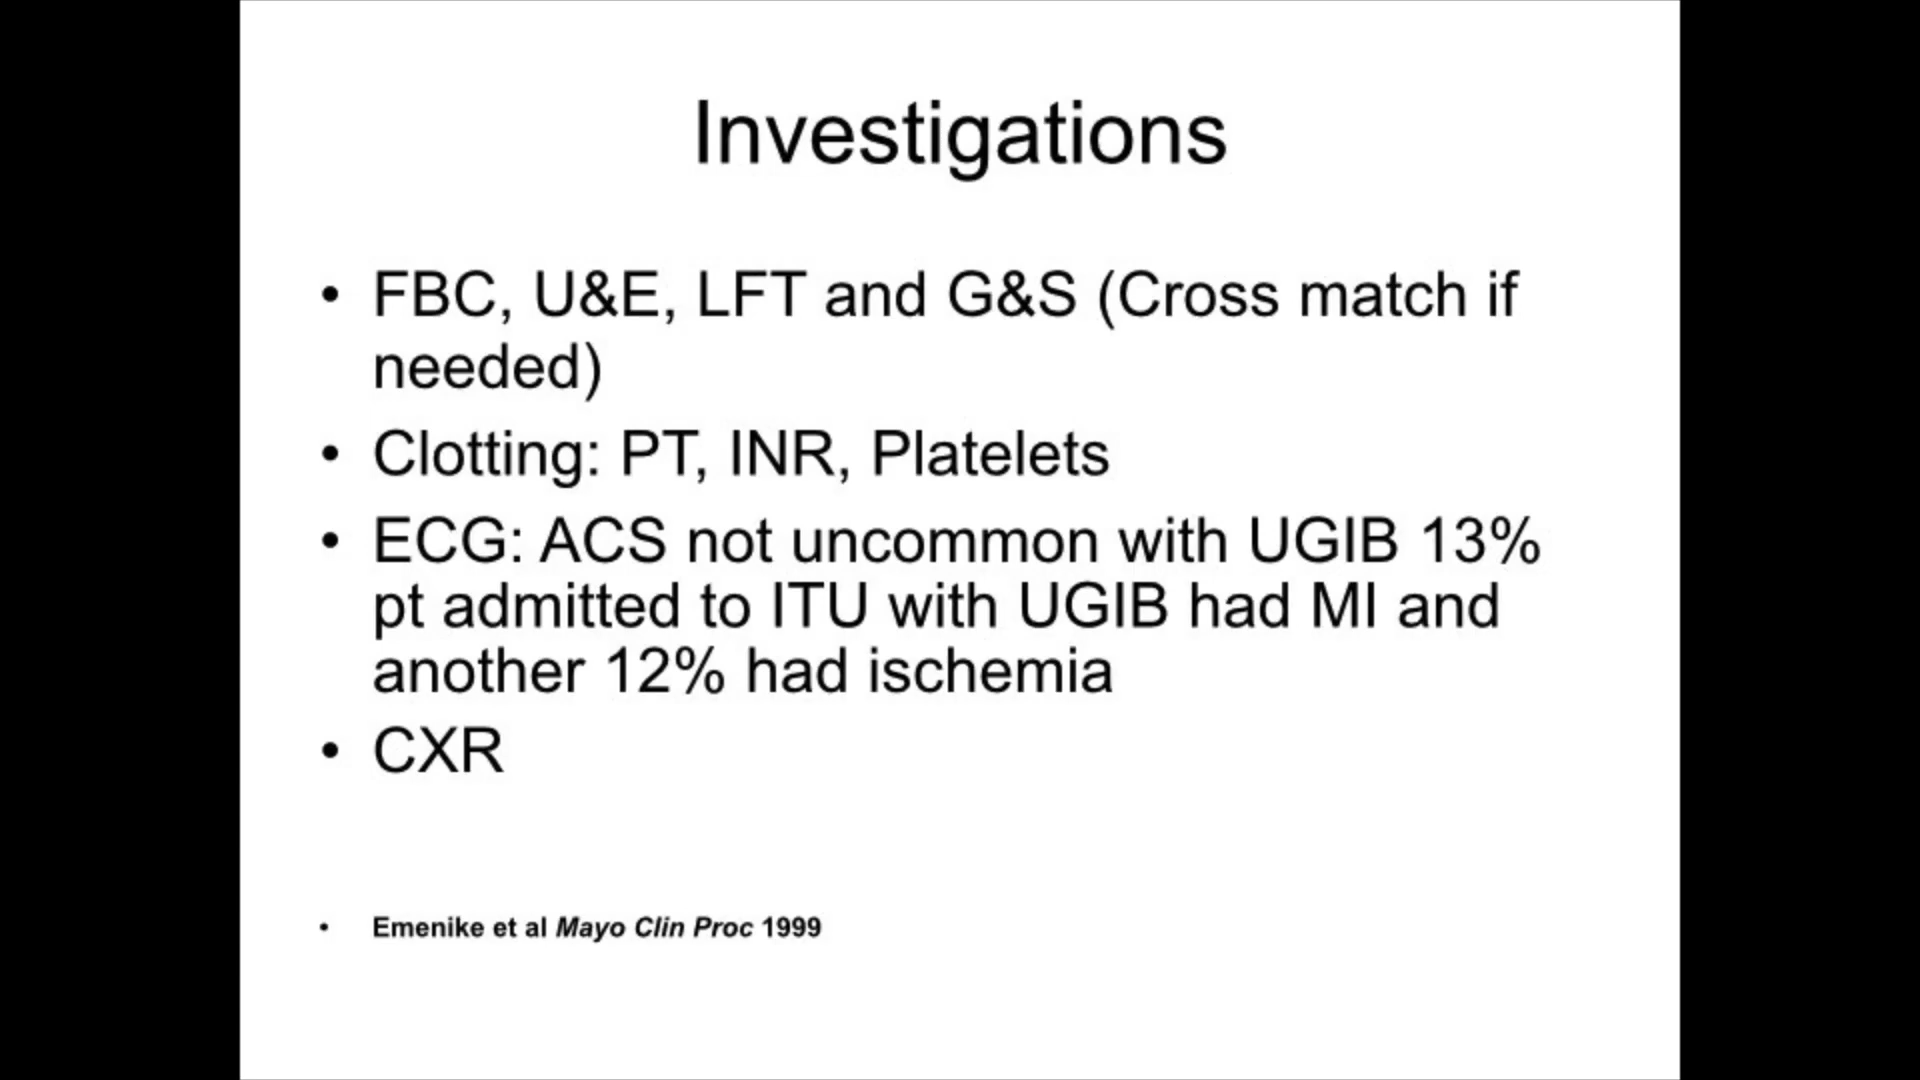 Investigations
• FBC, U&E, LFT and G&S (Cross match if
needed)
• Clotting: PT, INR, Platelets
• ECG: ACS not uncommon with UGIB 13%
pt admitted to ITU with UGIB had MI and
another 12% had ischemia
• CXR
• Emenike et al Mayo Clin Proc 1999